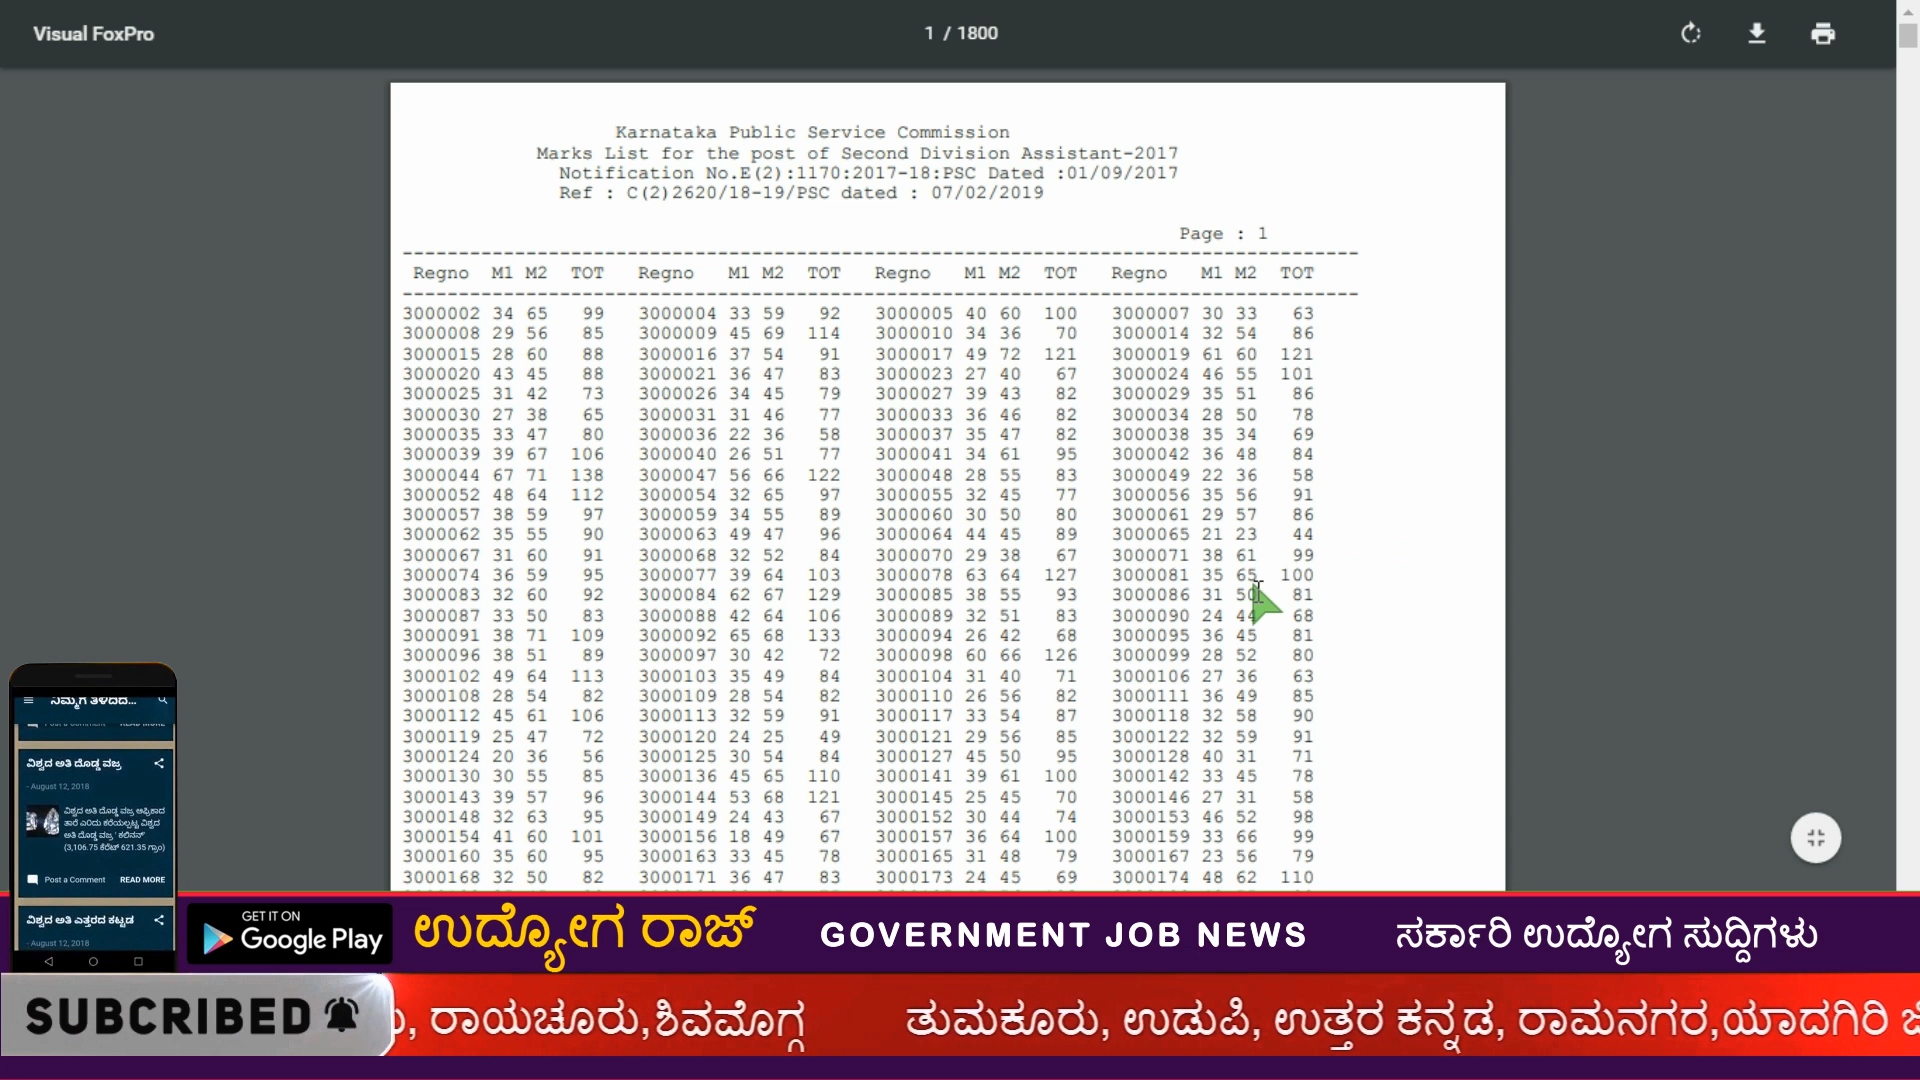 Visual FoxPro
1 / 1800
Karnataka Public Service Commission
Marks List for the post of Second Division Assistant-2017
Notification No.E(2):1170:2017-18:PSC Dated :01/09/2017
Ref : C(2)2620/18-19/PSC dated : 07/02/2019
Page : 1
Regno M1 M2 TOT Regno M1 M2 TOT Regno M1 M2 TOT Regno M1 M2 TOT
3000002 34 65 99 3000004 33 59 92 3000005 40 60 100 3000007 30 33 63
3000008 29 56 85 3000009 45 69 114 3000010 34 36 70 3000014 32 54 86
3000015 28 60 88 3000016 37 54 91 3000017 49 72 121 3000019 61 60 121
3000020 43 45 88 3000021 36 47 83 3000023 27 40 67 3000024 46 55 101
3000025 31 42 73 3000026 34 45 79 3000027 39 43 82 3000029 35 51 86
3000030 27 38 65 3000031 31 46 77 3000033 36 46 82 3000034 28 50 78
3000035 33 47 80 3000036 22 36 58 3000037 35 47 82 3000038 35 34 69
3000039 39 67 106 3000040 26 51 77 3000041 34 61 95 3000042 36 48 84
3000044 67 71 138 3000047 56 66 122 3000048 28 55 83 3000049 22 36 58
3000052 48 64 112 3000054 32 65 97 3000055 32 45 77 3000056 35 56 91
3000057 38 59 97 3000059 34 55 89 3000060 30 50 80 3000061 29 57 86
3000062 35 55 90 3000063 49 47 96 3000064 44 45 89 3000065 21 23 44
3000067 31 60 91 3000068 32 52 84 3000070 29 38 67 3000071 38 61 99
3000074 36 59 95 3000077 39 64 103 3000078 63 64 127 3000081 35 65 100
3000083 32 60 92 3000084 62 67 129 3000085 38 55 93 3000086 31 50 81
3000087 33 50 83 3000088 42 64 106 3000089 32 51 83 3000090 24 44 68
3000091 38 71 109 3000092 65 68 133 3000094 26 42 68 3000095 36 45 81
3000096 38 51 89 3000097 30 42 72 3000098 60 66 126 3000099 28 52 80
3000102 49 64 113 3000103 35 49 84 3000104 31 40 71 3000106 27 36 63
3000108 28 54 82 3000109 28 54 82 3000110 26 56 82 3000111 36 49 85
3000112 45 61 106 3000113 32 59 91 3000117 33 54 87 3000118 32 58 90
3000119 25 47 72 3000120 24 25 49 3000121 29 56 85 3000122 32 59 91
3000124 20 36 56 3000125 30 54 84 3000127 45 50 95 3000128 40 31 71
3000130 30 55 85 3000136 45 65 110 3000141 39 61 100 3000142 33 45 78
3000143 39 57 96 3000144 53 68 121 3000145 25 45 70 3000146 27 31 58
3000148 32 63 95 3000149 24 43 67 3000152 30 44 74 3000153 46 52 98
3000154 41 60 101 3000156 18 49 67 3000157 36 64 100 3000159 33 66 99
3000160 35 60 95 3000163 33 45 78 3000165 31 48 79 3000167 23 56 79
3000168 32 50 82 3000171 36 47 83 3000173 24 45 69 3000174 48 62 110
ವಿಶ್ವದ ಅತಿ ದೊಡ್ಡ ವಜ್ರ
- August 12, 2018
ವಿಶ್ವದ ಅತಿ ದೊಡ್ಡ ವಜ್ರ ಆಫ್ರಿಕಾದ
ತಾರೆ ಎಂದು ಕರೆಯಲ್ಪಟ್ಟ ವಿಶ್ವದ
ಅತಿ ದೊಡ್ಡ ವಜ್ರ ' ಕಲಿನನ್'
(3,106.75 ಕೆರೆಟ್ 621.35 ಗ್ರಾಂ)
Post a Comment READ MORE
ವಿಶ್ವದ ಅತಿ ಎತ್ತರದ ಕಟ್ಟಡ
- August 12, 2018
GET IT ON
Google Play
ಉದ್ಯೋಗ ರಾಜ್
GOVERNMENT JOB NEWS
ಸರ್ಕಾರಿ ಉದ್ಯೋಗ ಸುದ್ದಿಗಳು
SUBCRIBED
, ರಾಯಚೂರು,ಶಿವಮೊಗ್ಗ ತುಮಕೂರು, ಉಡುಪಿ, ಉತ್ತರ ಕನ್ನಡ, ರಾಮನಗರ,ಯಾದಗಿರಿ